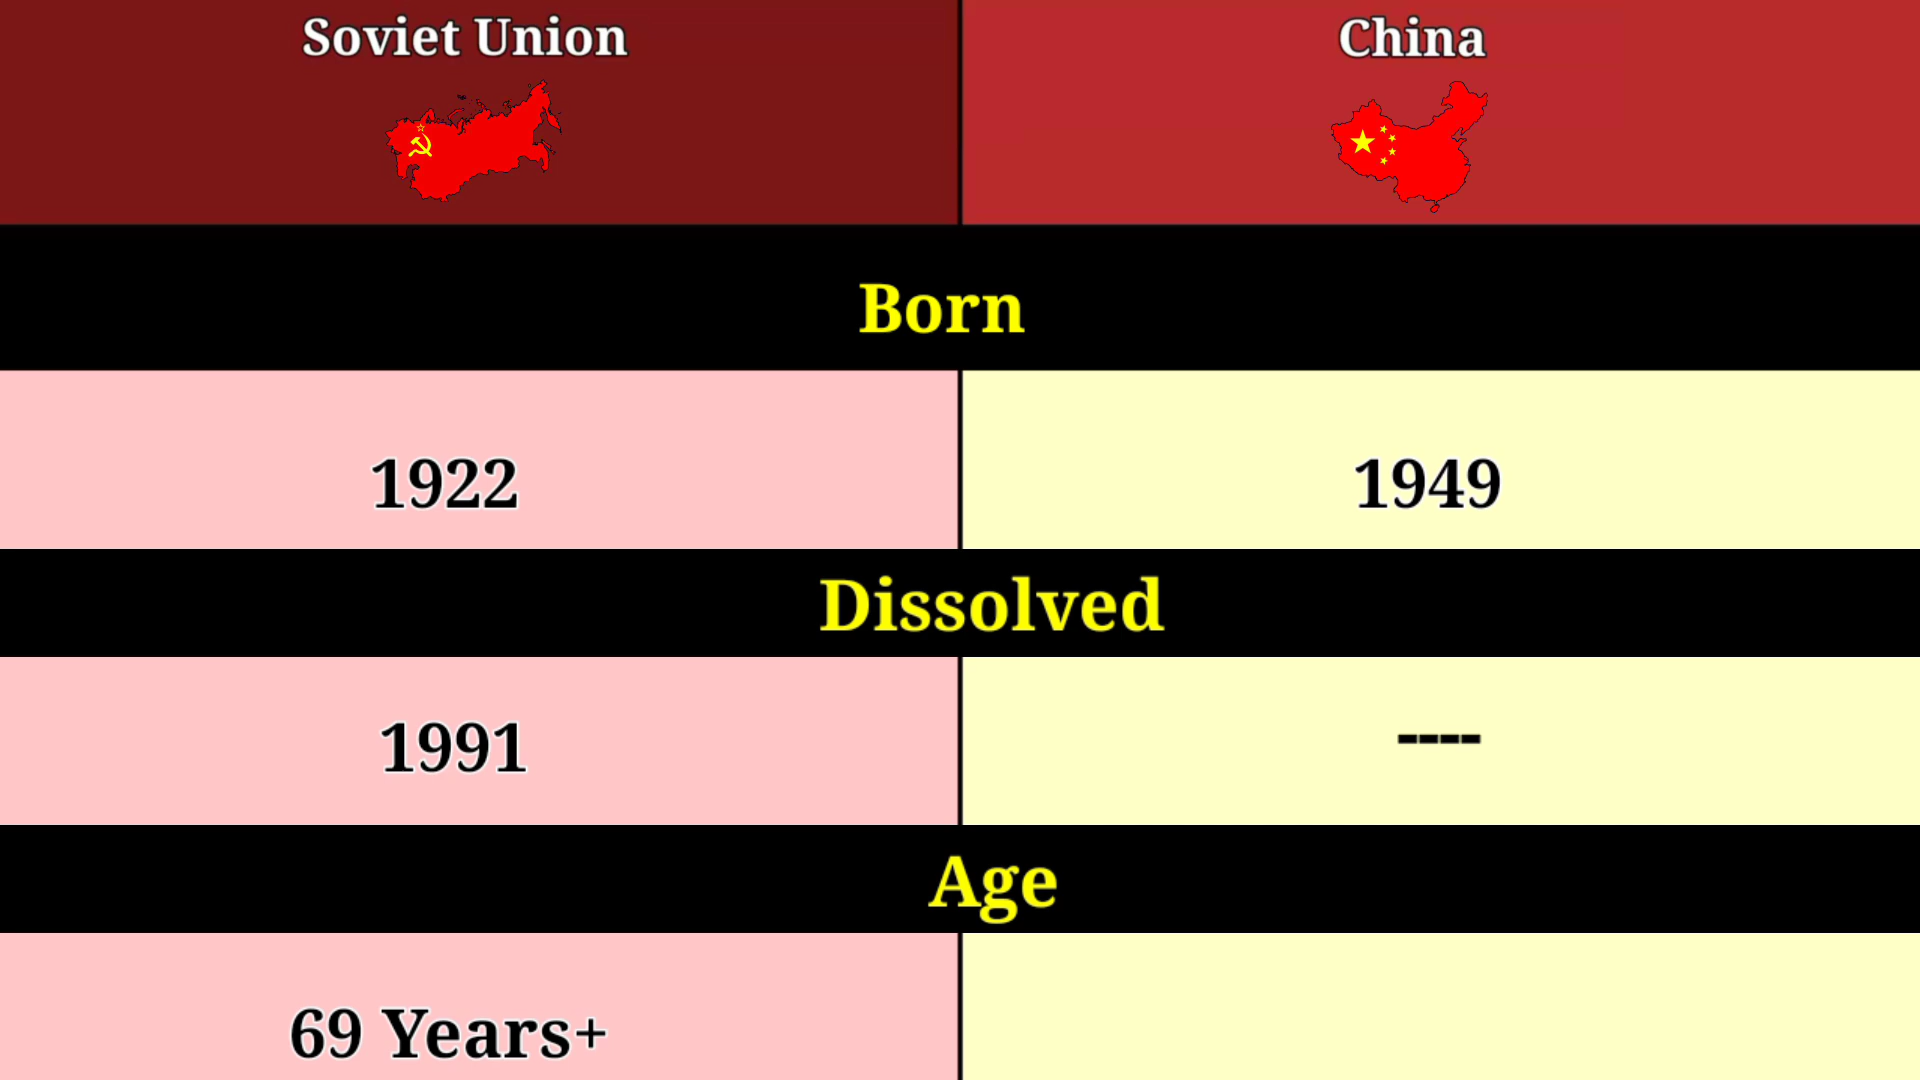 Soviet Union
China
Born
1922
1949
Dissolved
1991
----
Age
69 Years+